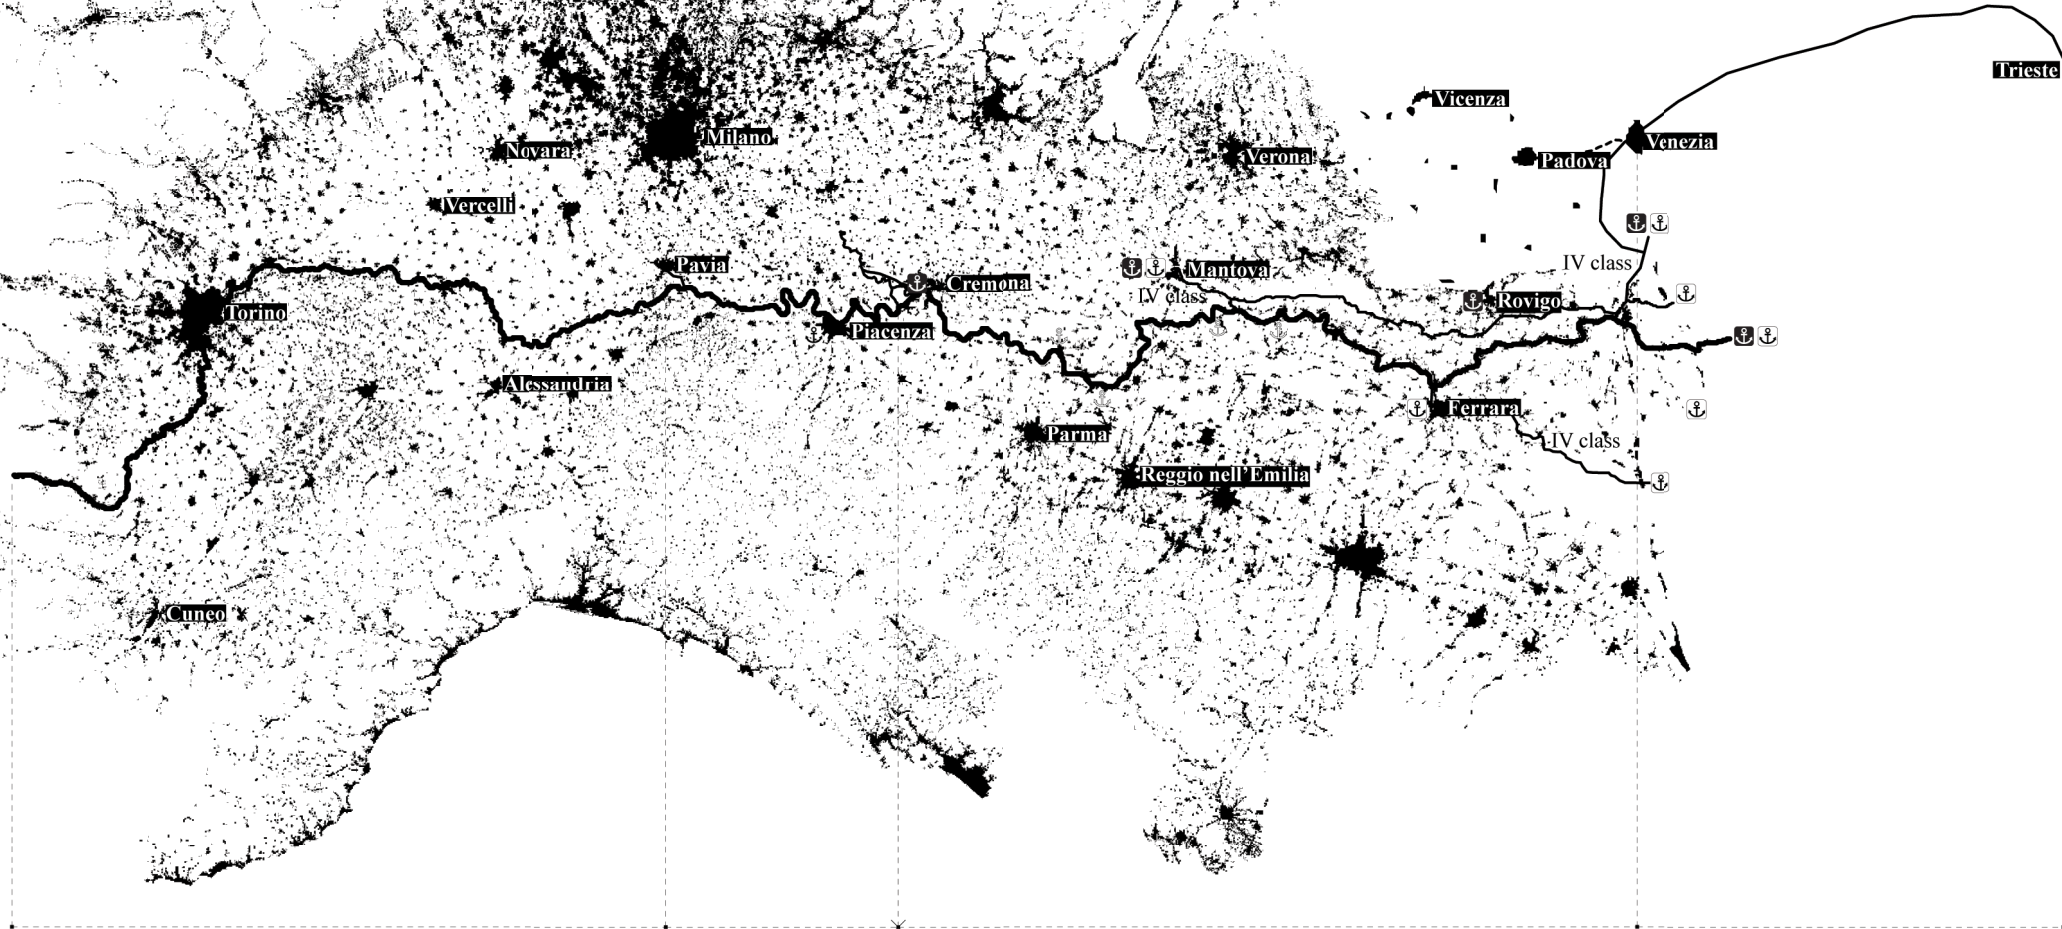 Trieste
Vicenza
Milano
Venezia
Novara
Verona
Padova
Vercelli
Pavia
IV class
Mantova
Cremona
IV class
Rovigo
Torino
Piacenza
Alessandria
Ferrara
Parma
IV class
Reggio nell'Emilia
Cuneo